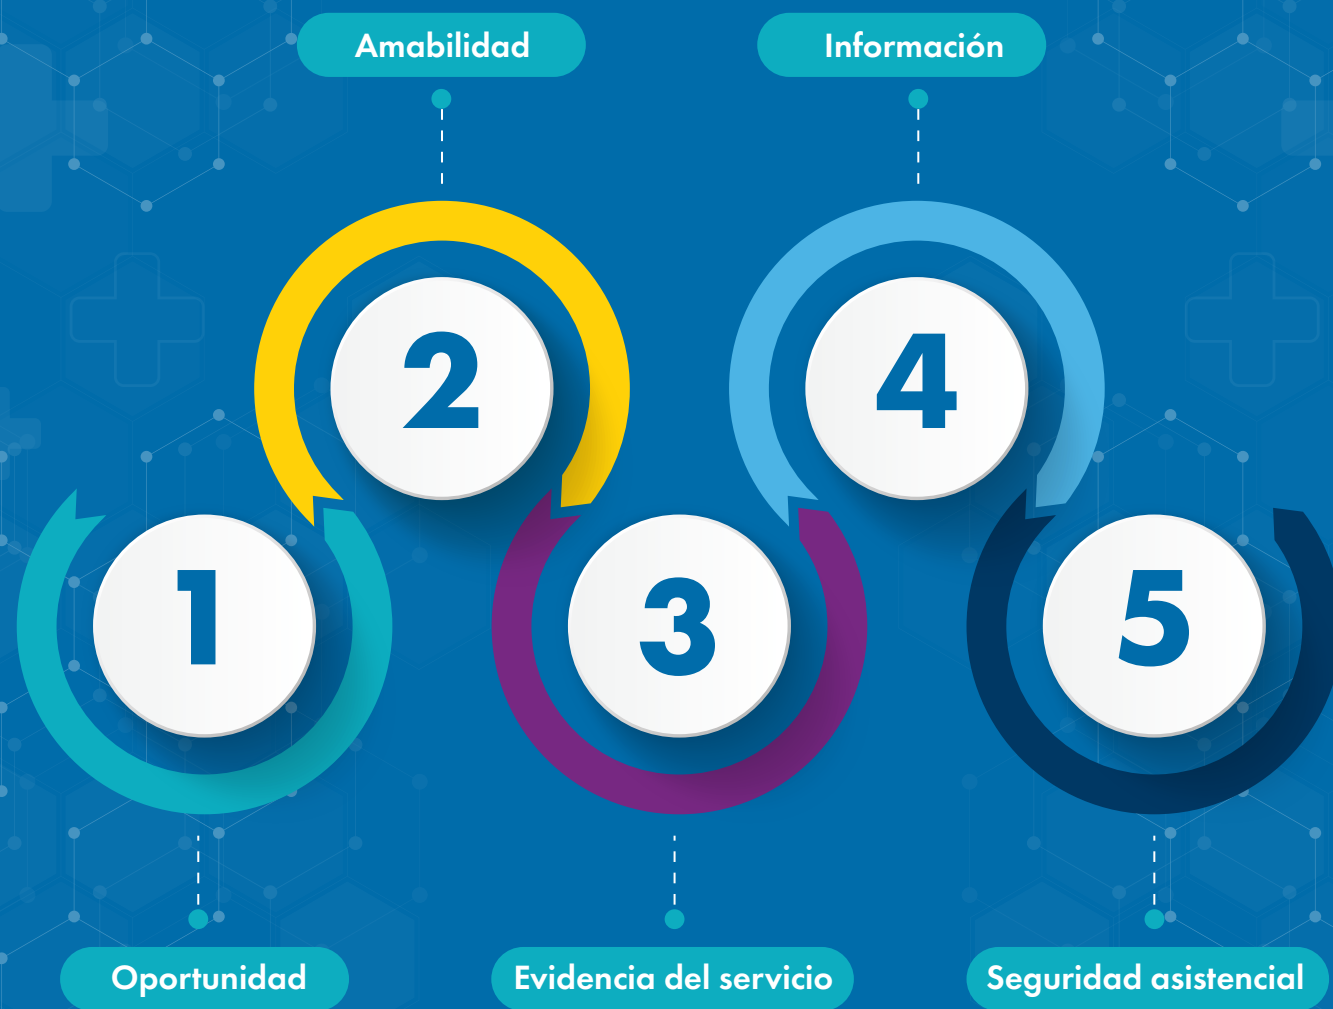 Amabilidad
Información
2
4
1
3
5
Oportunidad
Evidencia del servicio
Seguridad asistencial